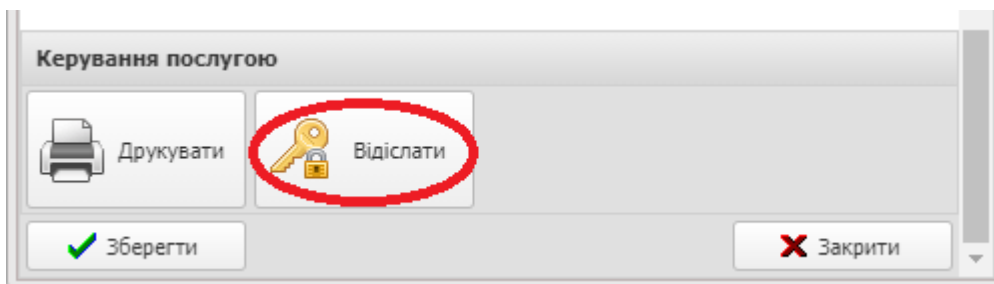 Керування послугою
Друкувати
Відіслати
Зберегти
Закрити